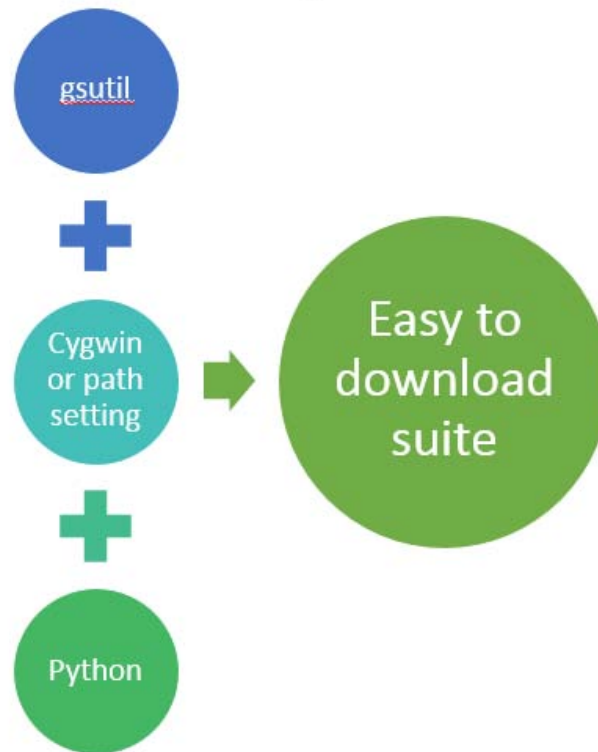 gsutil
Cygwin
or path
setting
Python
Easy to
download
suite